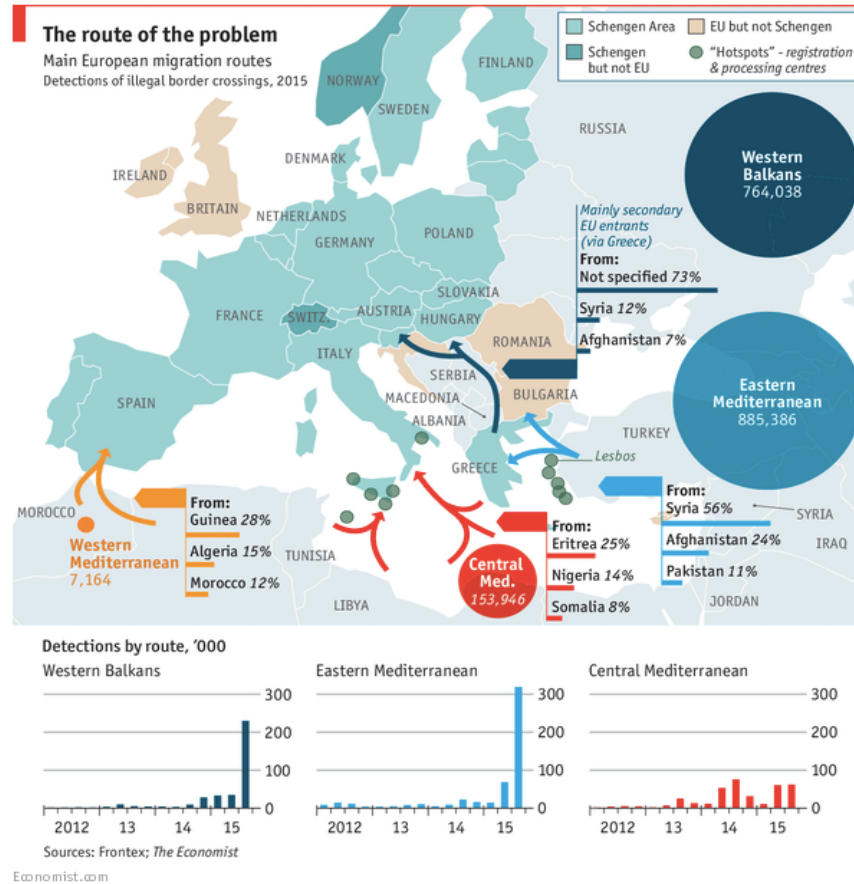 The route of the problem
Main European migration routes
Detections of illegal border crossings, 2015
Schengen Area
EU but not Schengen
Schengen
but not EU
"Hotspots" - registration
& processing centres
NORWAY
FINLAND
SWEDEN
RUSSIA
DENMARK
IRELAND
BRITAIN
NETHERLANDS
GERMANY
POLAND
FRANCE
SWITZ.
AUSTRIA
SLOVAKIA
HUNGARY
ITALY
ROMANIA
SERBIA
MACEDONIA
ALBANIA
BULGARIA
SPAIN
GREECE
TURKEY
Lesbos
MOROCCO
TUNISIA
LIBYA
SYRIA
IRAQ
JORDAN
Western
Balkans
764,038
Mainly secondary
EU entrants
(via Greece)
From:
Not specified 73%
Syria 12%
Afghanistan 7%
Eastern
Mediterranean
885,386
From:
Syria 56%
Afghanistan 24%
Pakistan 11%
Western
Mediterranean
7,164
From:
Guinea 28%
Algeria 15%
Morocco 12%
Central
Med.
153,946
From:
Eritrea 25%
Nigeria 14%
Somalia 8%
Detections by route, '000
Western Balkans
300
200
100
0
2012 13 14 15
Eastern Mediterranean
300
200
100
0
2012 13 14 15
Central Mediterranean
300
200
100
0
2012 13 14 15
Sources: Frontex; The Economist
Economist.com